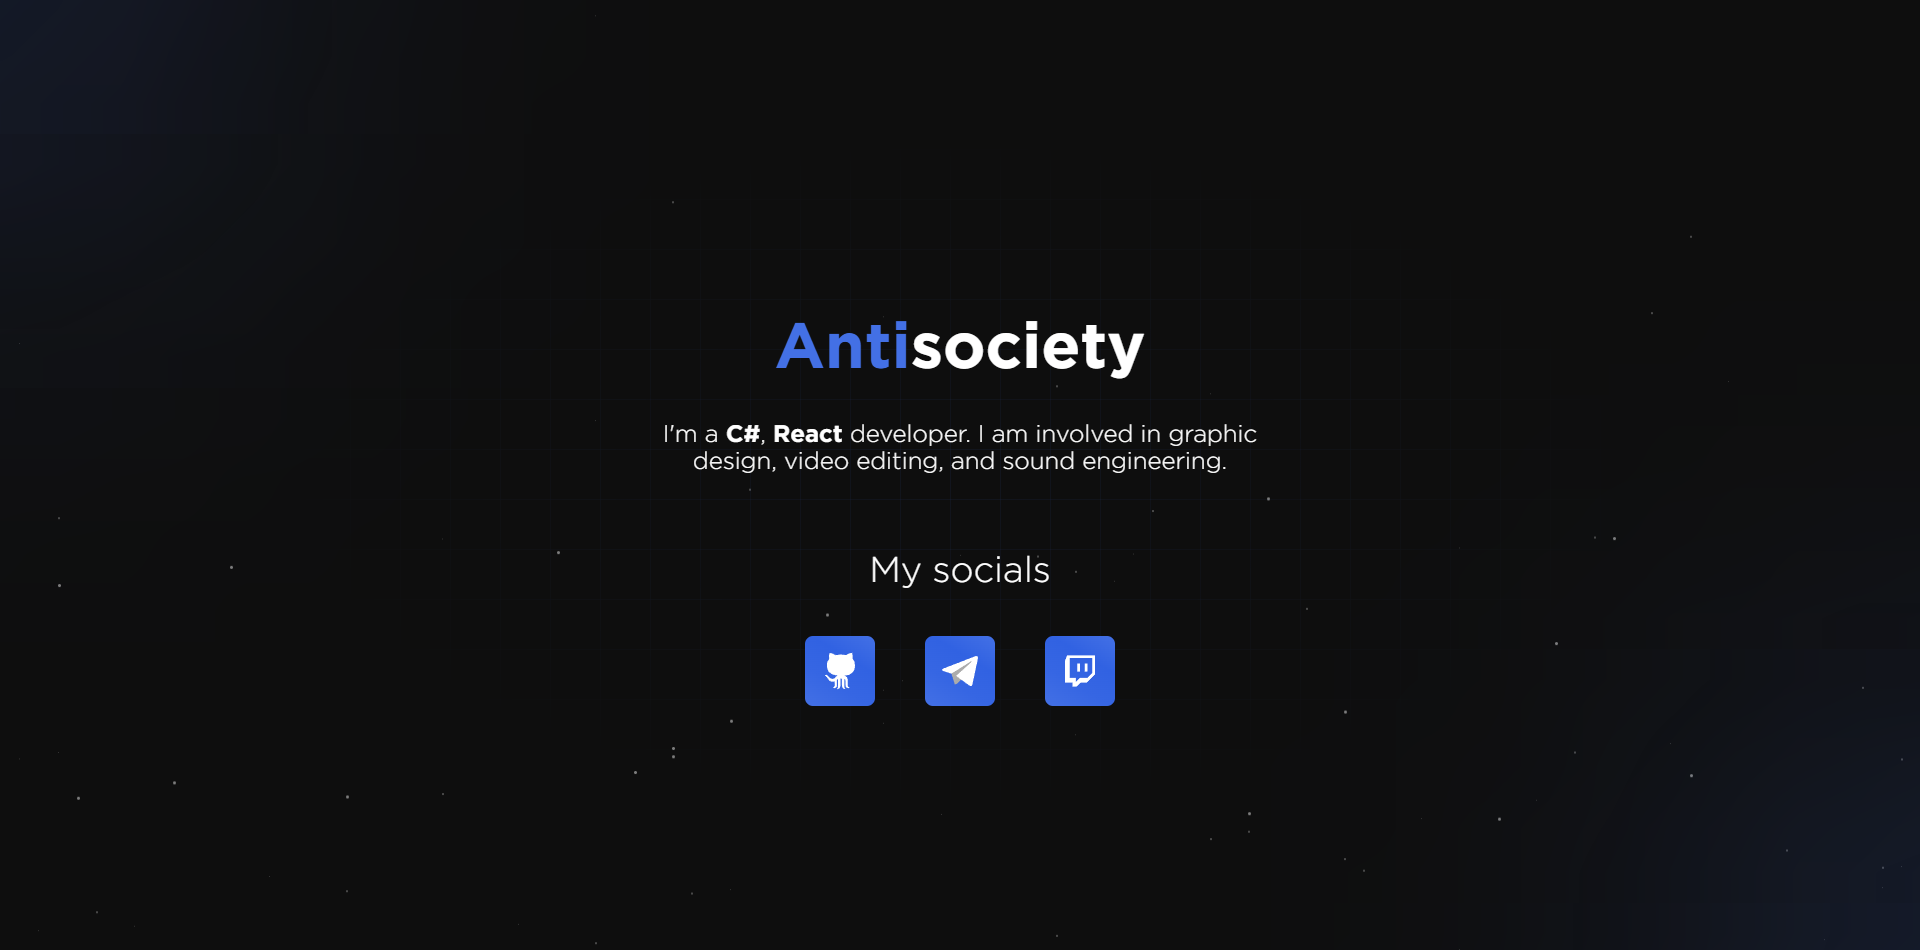 Antisociety
I'm a C#, React developer. I am involved in graphic
design, video editing, and sound engineering.
My socials